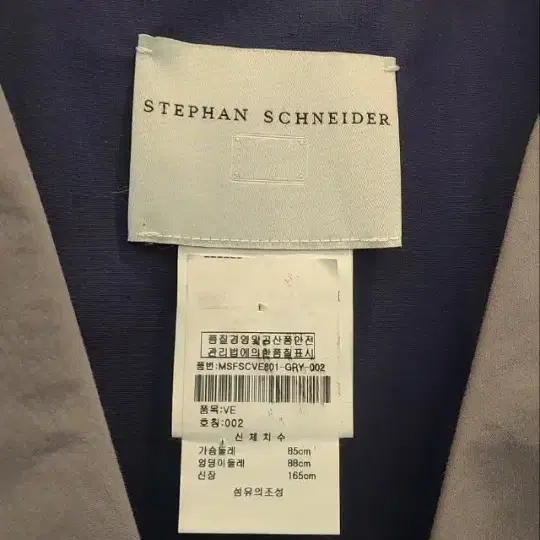 STEPHAN SCHNEIDER
품질경영및공산품안전
관리법에의한품질표시
품번:MSFSCVE801-GRY-002
품목:VE
호칭:002
신체치수
가슴둘레 85cm
엉덩이둘레 88cm
신장 165cm
섬유의조성